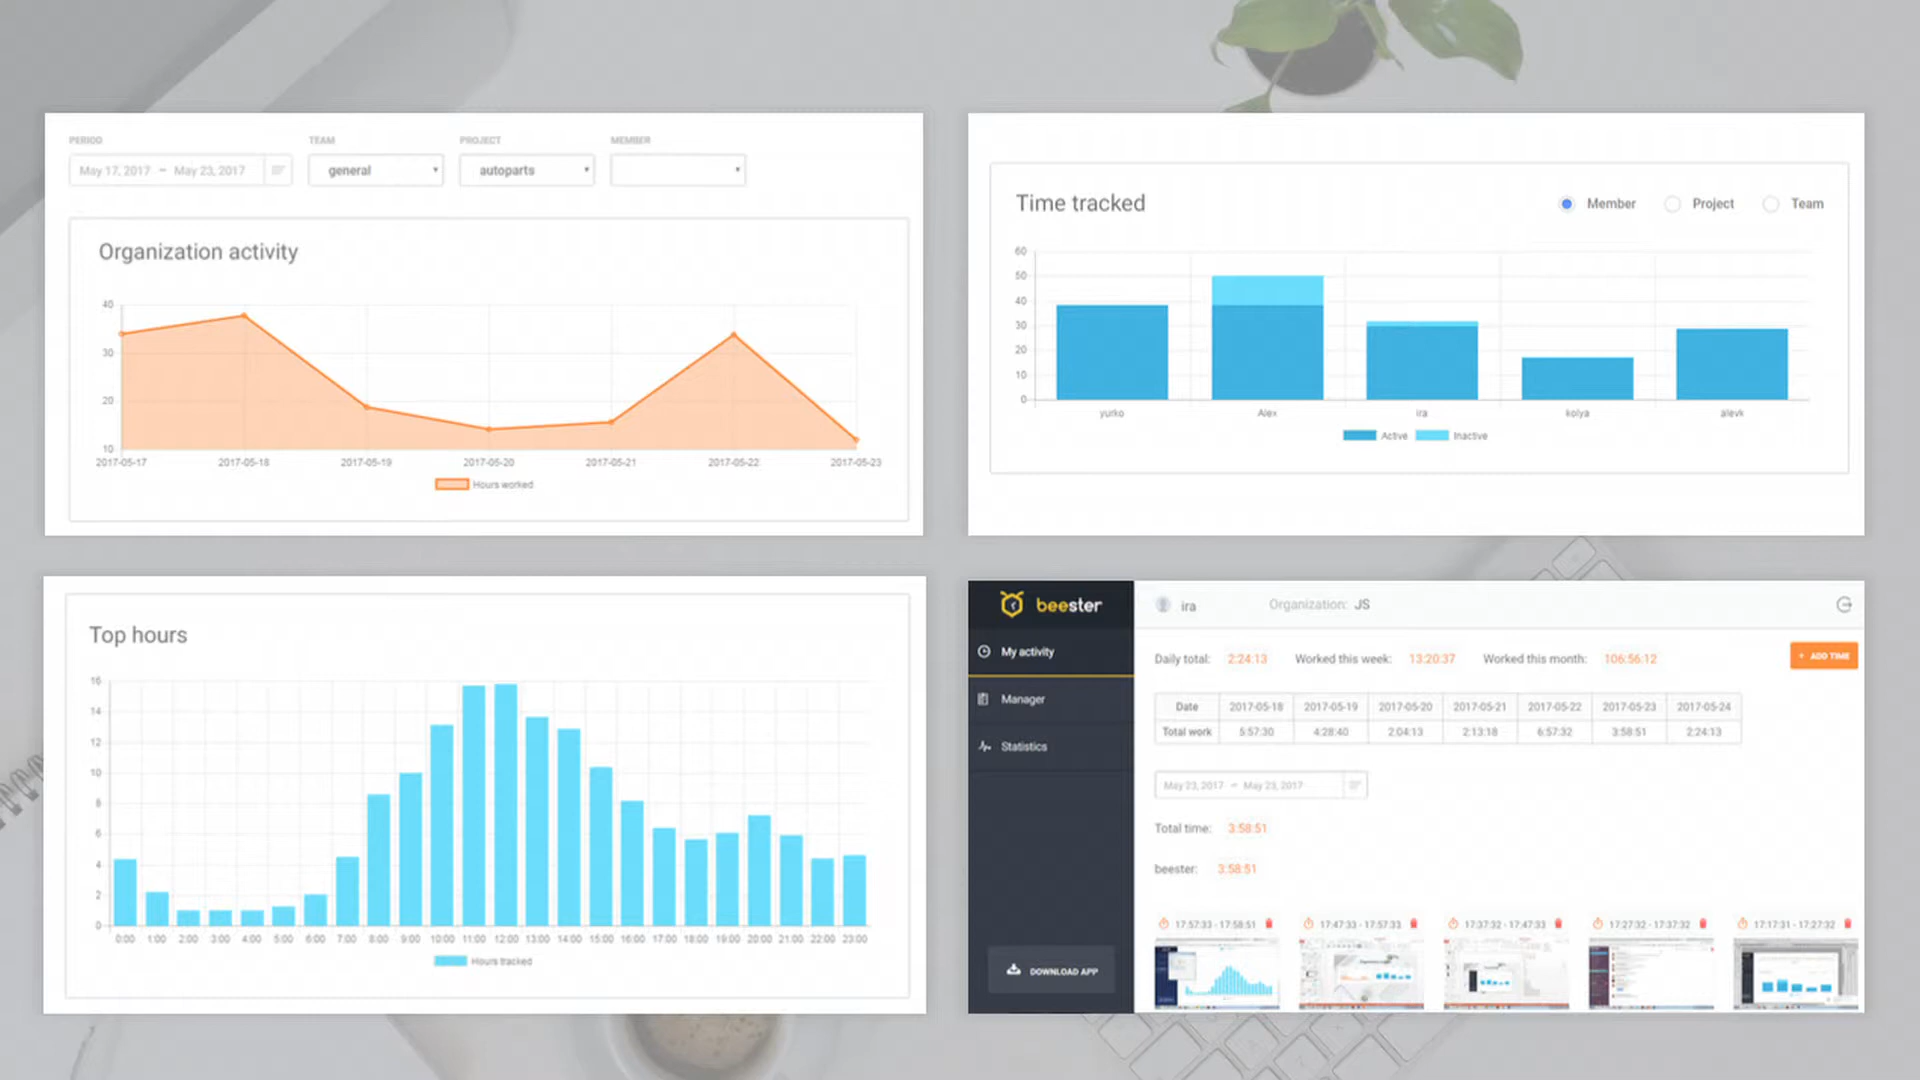 PERIOD TEAM PROJECT MEMBER
May 17, 2017 – May 23, 2017 general autoparts
Organization activity
40
30
20
10
2017-05-17 2017-05-18 2017-05-19 2017-05-20 2017-05-21 2017-05-22 2017-05-23
Hours worked
Time tracked Member Project Team
60
50
40
30
20
10
0
yurko Alex ira kolya alevk
Active Inactive
Top hours
16
14
12
10
8
6
4
2
0
0:00 1:00 2:00 3:00 4:00 5:00 6:00 7:00 8:00 9:00 10:00 11:00 12:00 13:00 14:00 15:00 16:00 17:00 18:00 19:00 20:00 21:00 22:00 23:00
Hours tracked
beester
My activity
Manager
Statistics
DOWNLOAD APP
ira Organization: JS
Daily total: 2:24:13 Worked this week: 13:20:37 Worked this month: 106:56:12 + ADD TIME
Date 2017-05-18 2017-05-19 2017-05-20 2017-05-21 2017-05-22 2017-05-23 2017-05-24
Total work 5:57:30 4:28:40 2:04:13 2:13:18 6:57:32 3:58:51 2:24:13
May 23, 2017 – May 23, 2017
Total time: 3:58:51
beester: 3:58:51
17:57:33 - 17:58:51 17:47:33 - 17:57:33 17:37:32 - 17:47:33 17:27:32 - 17:37:32 17:17:31 - 17:27:32